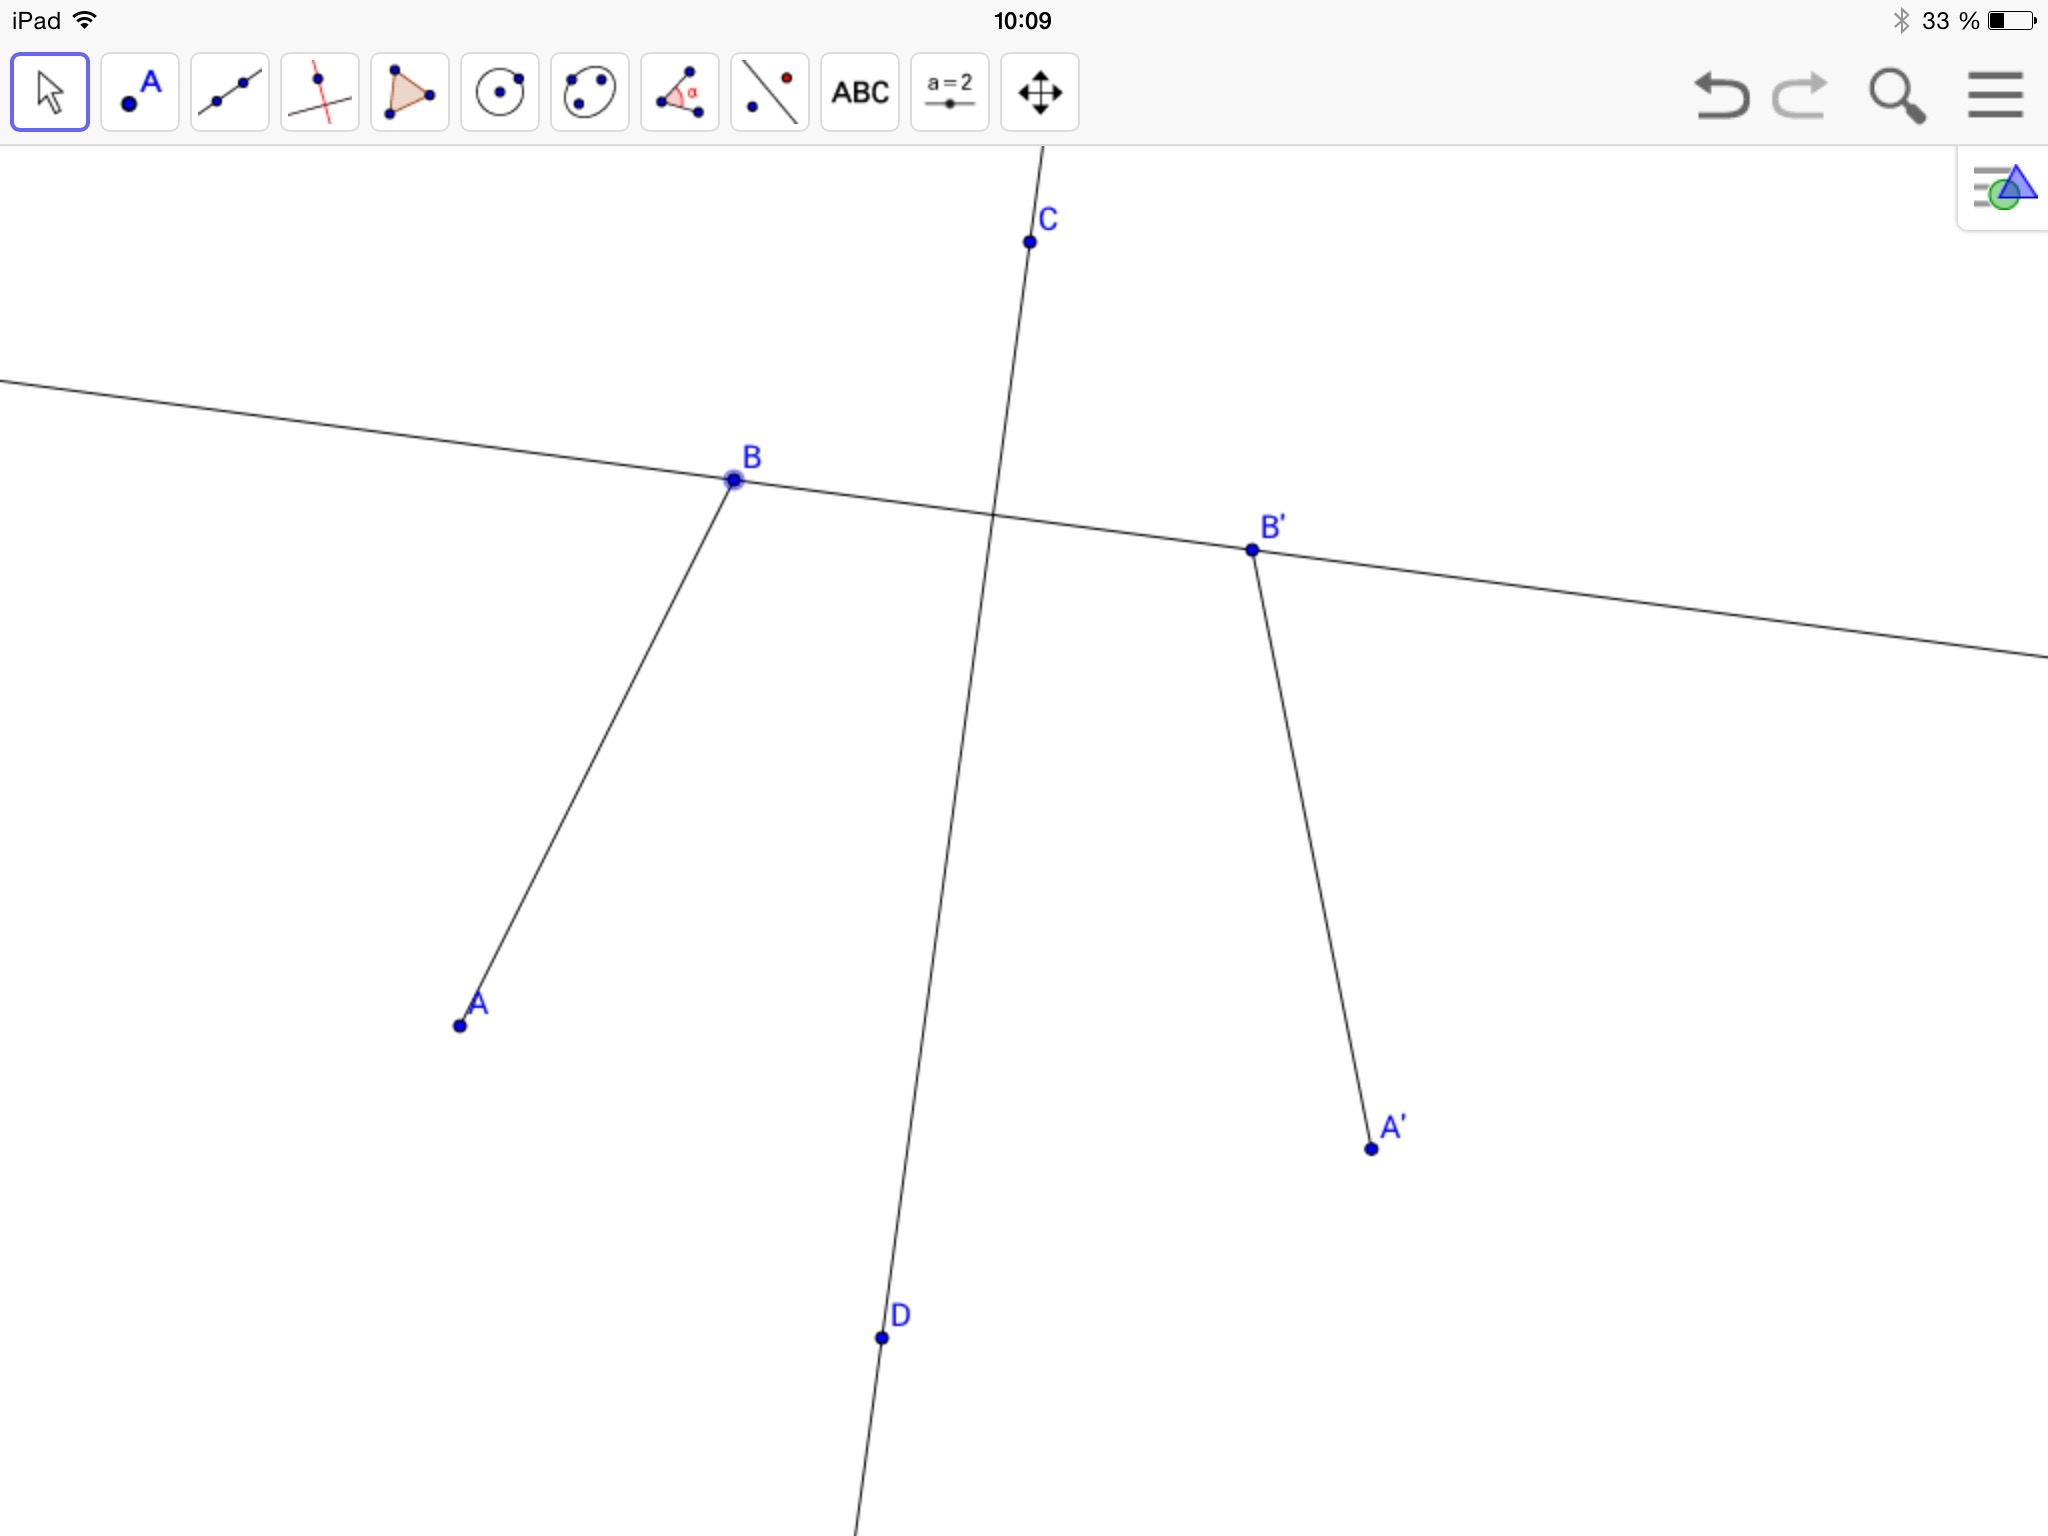 iPad 10:09 33 %
A α ABC a=2
C
B
B'
A
A'
D